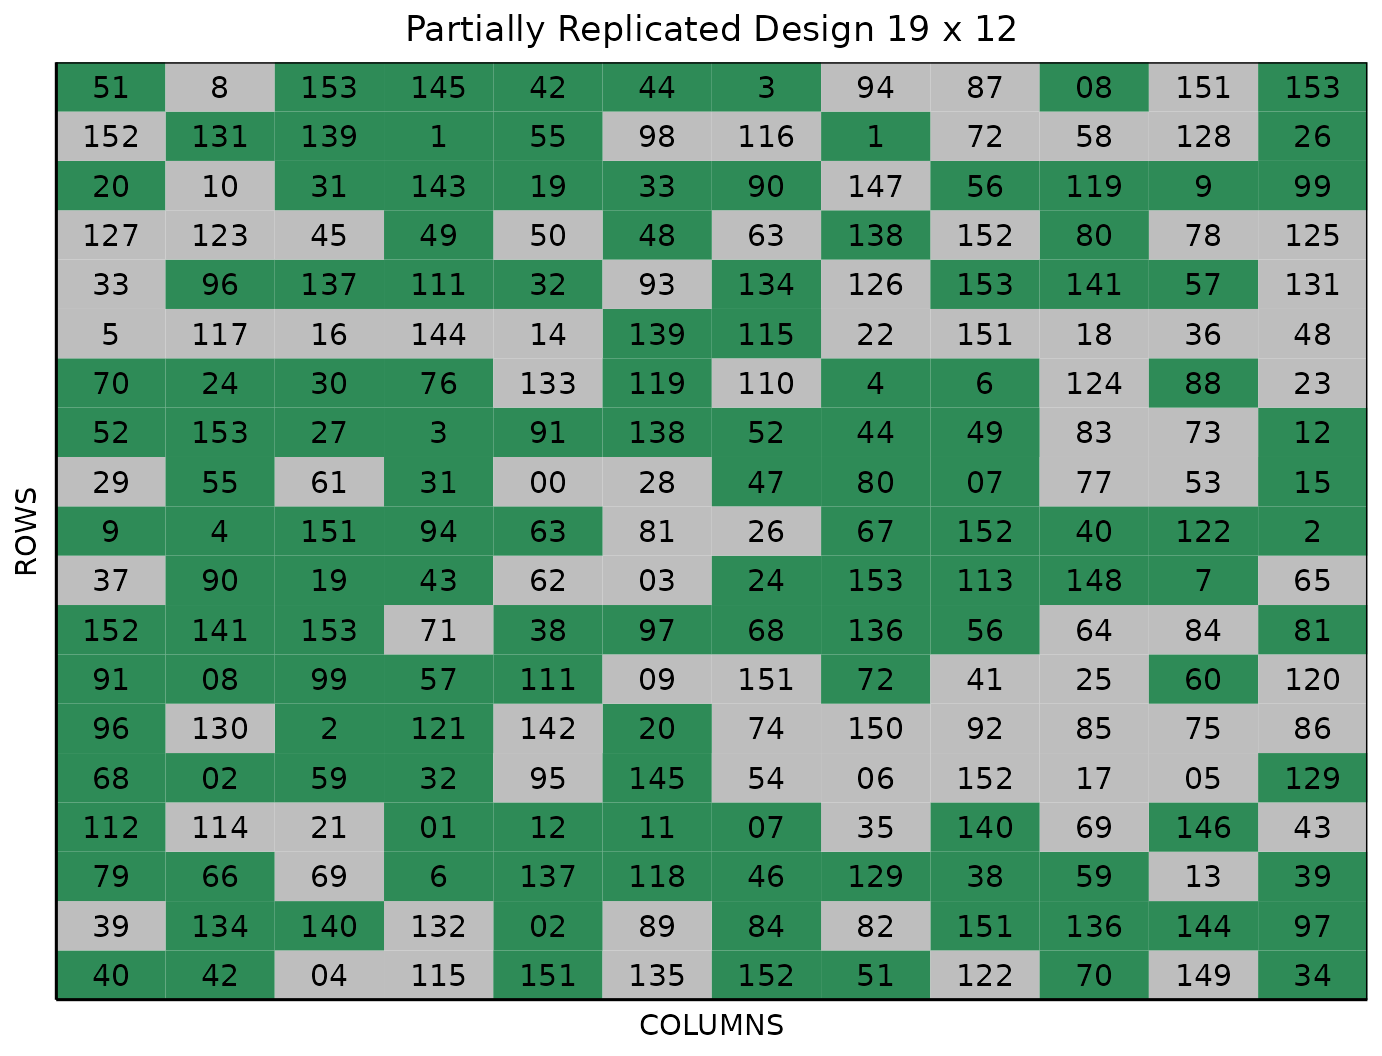 Partially Replicated Design 19 x 12
51 8 153 145 42 44 3 94 87 08 151 153
152 131 139 1 55 98 116 1 72 58 128 26
20 10 31 143 19 33 90 147 56 119 9 99
127 123 45 49 50 48 63 138 152 80 78 125
33 96 137 111 32 93 134 126 153 141 57 131
5 117 16 144 14 139 115 22 151 18 36 48
70 24 30 76 133 119 110 4 6 124 88 23
52 153 27 3 91 138 52 44 49 83 73 12
29 55 61 31 00 28 47 80 07 77 53 15
9 4 151 94 63 81 26 67 152 40 122 2
37 90 19 43 62 03 24 153 113 148 7 65
152 141 153 71 38 97 68 136 56 64 84 81
91 08 99 57 111 09 151 72 41 25 60 120
96 130 2 121 142 20 74 150 92 85 75 86
68 02 59 32 95 145 54 06 152 17 05 129
112 114 21 01 12 11 07 35 140 69 146 43
79 66 69 6 137 118 46 129 38 59 13 39
39 134 140 132 02 89 84 82 151 136 144 97
40 42 04 115 151 135 152 51 122 70 149 34
ROWS
COLUMNS